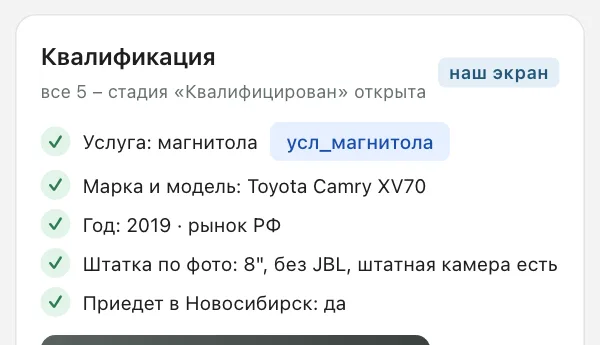 Квалификация
наш экран
все 5 – стадия «Квалифицирован» открыта
Услуга: магнитола усл_магнитола
Марка и модель: Toyota Camry XV70
Год: 2019 · рынок РФ
Штатка по фото: 8", без JBL, штатная камера есть
Приедет в Новосибирск: да